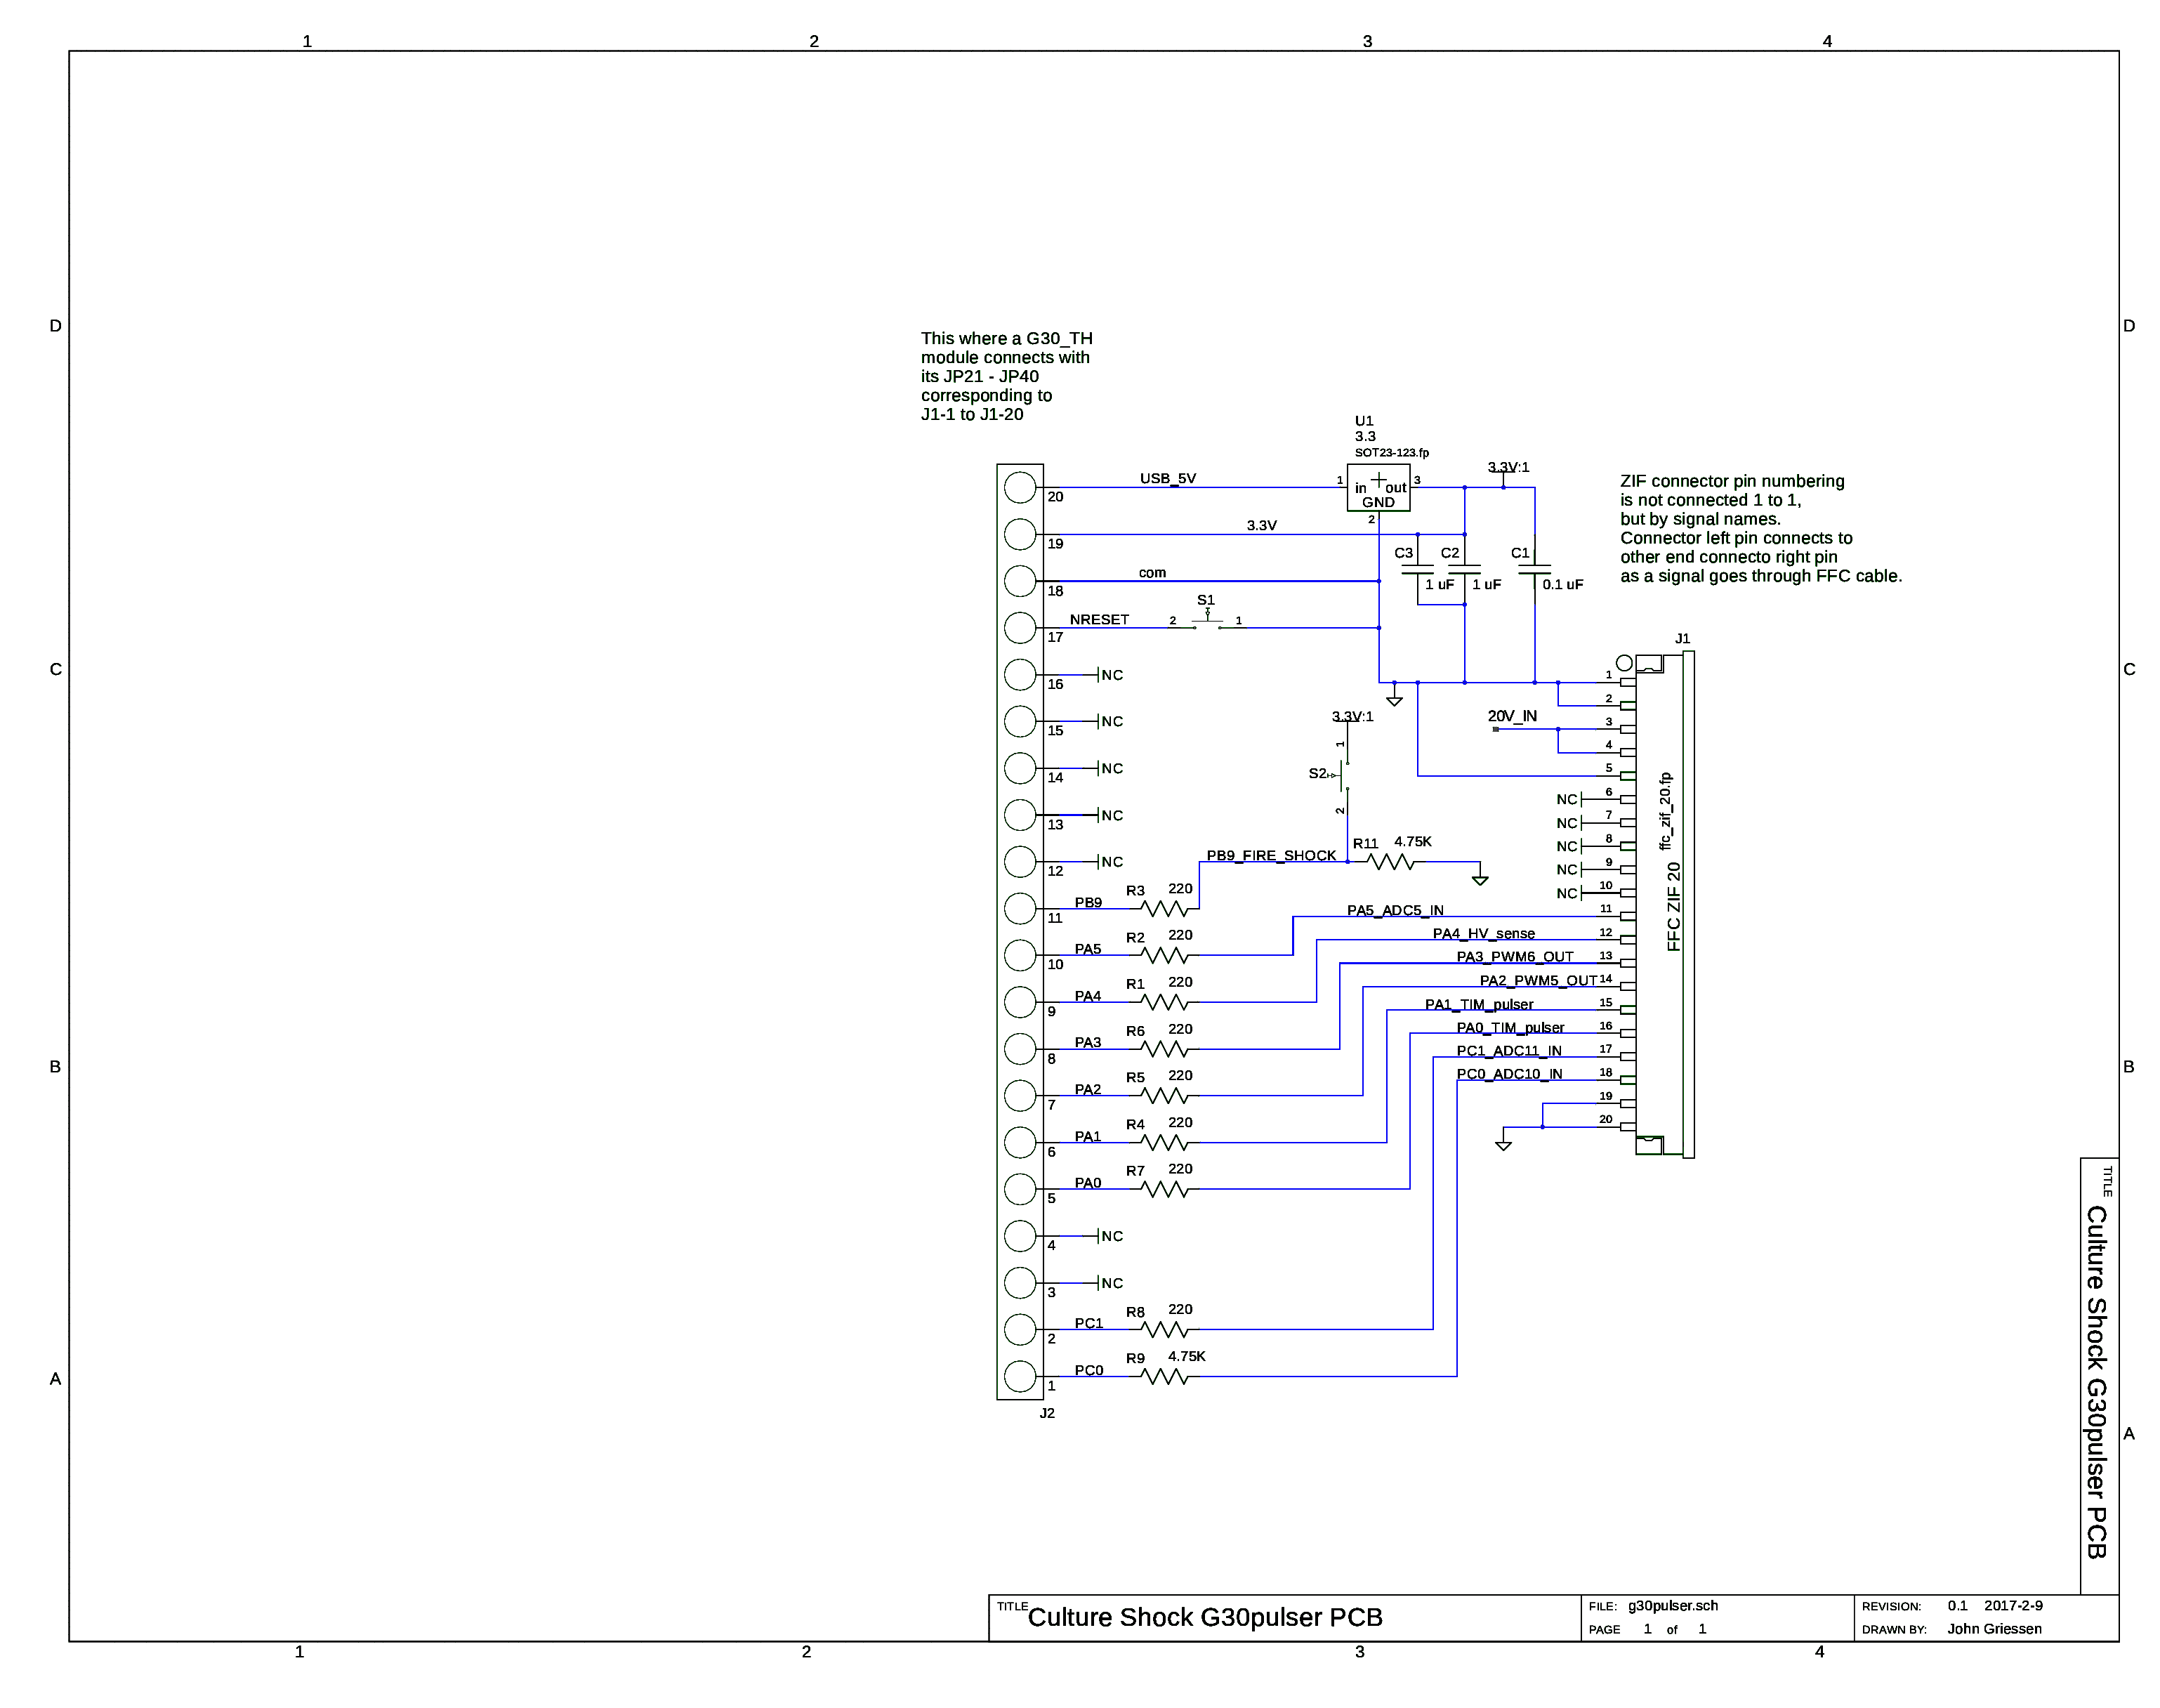 1 2 3 4
D D
This where a G30_TH
module connects with
its JP21 - JP40
corresponding to
J1-1 to J1-20
U1
3.3
SOT23-123.fp
3.3V:1
USB_5V
20
1 in out 3
GND
2
ZIF connector pin numbering
is not connected 1 to 1,
but by signal names.
Connector left pin connects to
other end connecto right pin
as a signal goes through FFC cable.
3.3V
19
C3 1 uF
C2 1 uF
C1 0.1 uF
com
18
NRESET
17
2 S1 1
J1
C C
16 NC
15 NC
14 NC
13 NC
12 NC
3.3V:1
1
S2
2
20V_IN
1
2
3
4
5
NC 6
NC 7
NC 8
NC 9
NC 10
ffc_zif_20.fp
FFC ZIF 20
PB9_FIRE_SHOCK
R11 4.75K
11 PB9 R3 220
10 PA5 R2 220
9 PA4 R1 220
8 PA3 R6 220
7 PA2 R5 220
6 PA1 R4 220
5 PA0 R7 220
4 NC
3 NC
2 PC1 R8 220
1 PC0 R9 4.75K
J2
PA5_ADC5_IN 11
PA4_HV_sense 12
PA3_PWM6_OUT 13
PA2_PWM5_OUT 14
PA1_TIM_pulser 15
PA0_TIM_pulser 16
PC1_ADC11_IN 17
PC0_ADC10_IN 18
19
20
B B
A A
TITLE Culture Shock G30pulser PCB
TITLE Culture Shock G30pulser PCB
FILE: g30pulser.sch
PAGE 1 of 1
REVISION: 0.1 2017-2-9
DRAWN BY: John Griessen
1 2 3 4